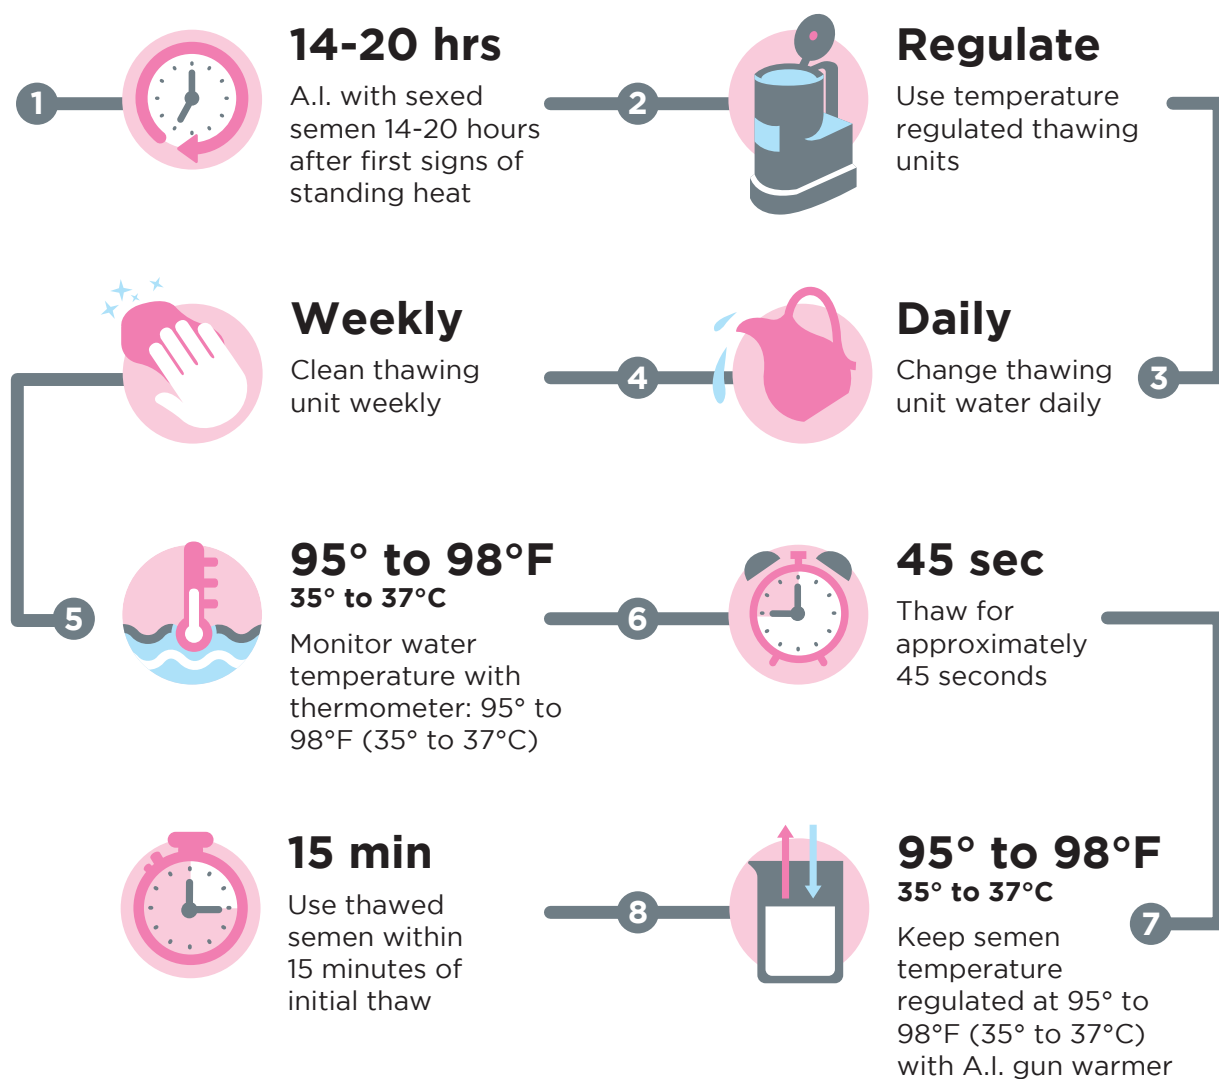 1
14-20 hrs
A.I. with sexed
semen 14-20 hours
after first signs of
standing heat
2
Regulate
Use temperature
regulated thawing
units
3
Daily
Change thawing
unit water daily
4
Weekly
Clean thawing
unit weekly
5
95° to 98°F
35° to 37°C
Monitor water
temperature with
thermometer: 95° to
98°F (35° to 37°C)
6
45 sec
Thaw for
approximately
45 seconds
7
95° to 98°F
35° to 37°C
Keep semen
temperature
regulated at 95° to
98°F (35° to 37°C)
with A.I. gun warmer
8
15 min
Use thawed
semen within
15 minutes of
initial thaw